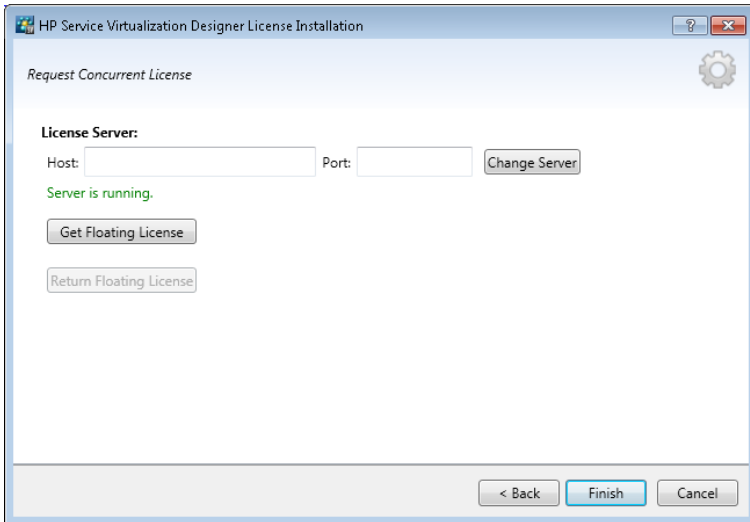 HP Service Virtualization Designer License Installation
Request Concurrent License
License Server:
Host: Port: Change Server
Server is running.
Get Floating License
Return Floating License
< Back Finish Cancel